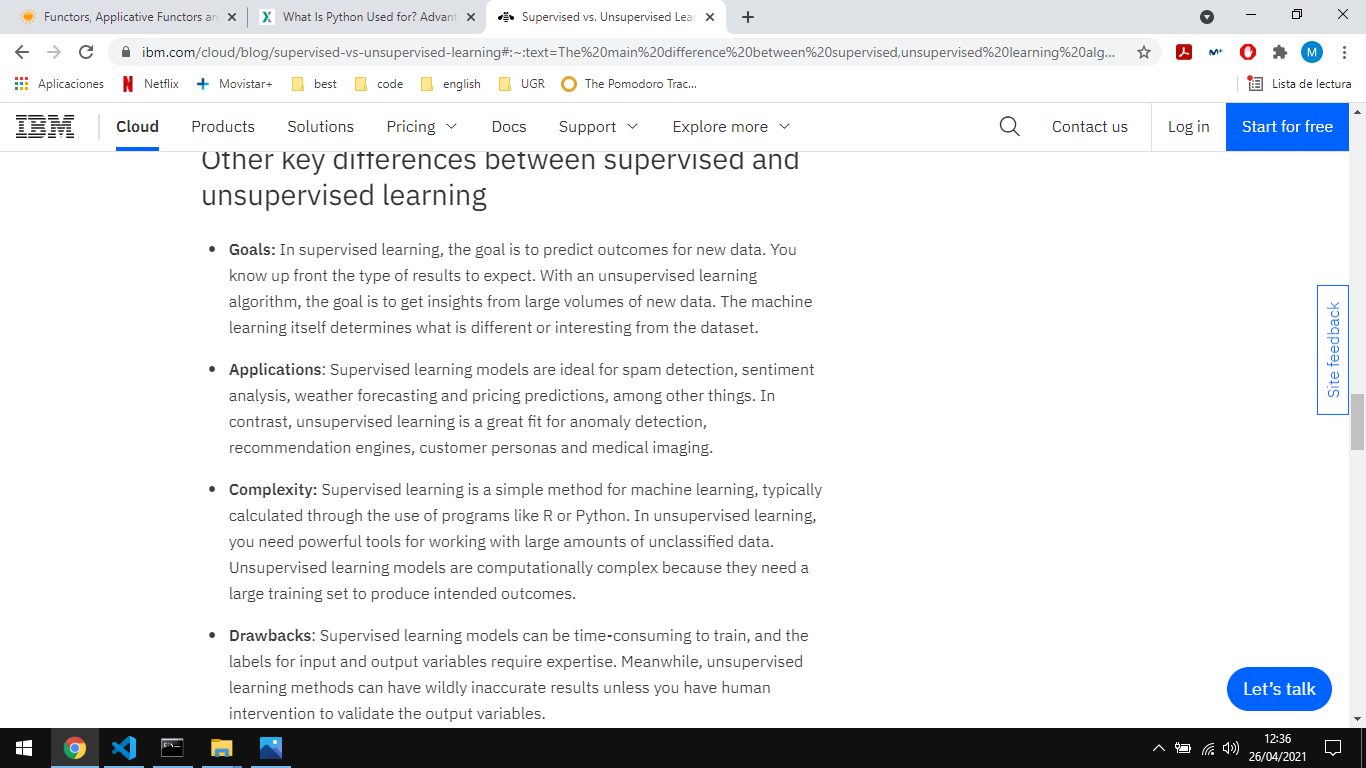 Functors, Applicative Functors an
What Is Python Used for? Advant
Supervised vs. Unsupervised Lear
ibm.com/cloud/blog/supervised-vs-unsupervised-learning#:~:text=The%20main%20difference%20between%20supervised,unsupervised%20learning%20alg...
M
Aplicaciones
Netflix
Movistar+
best
code
english
UGR
The Pomodoro Trac...
Lista de lectura
IBM
Cloud
Products
Solutions
Pricing
Docs
Support
Explore more
Contact us
Log in
Start for free
Other key differences between supervised and
unsupervised learning
• Goals: In supervised learning, the goal is to predict outcomes for new data. You
know up front the type of results to expect. With an unsupervised learning
algorithm, the goal is to get insights from large volumes of new data. The machine
learning itself determines what is different or interesting from the dataset.
• Applications: Supervised learning models are ideal for spam detection, sentiment
analysis, weather forecasting and pricing predictions, among other things. In
contrast, unsupervised learning is a great fit for anomaly detection,
recommendation engines, customer personas and medical imaging.
• Complexity: Supervised learning is a simple method for machine learning, typically
calculated through the use of programs like R or Python. In unsupervised learning,
you need powerful tools for working with large amounts of unclassified data.
Unsupervised learning models are computationally complex because they need a
large training set to produce intended outcomes.
• Drawbacks: Supervised learning models can be time-consuming to train, and the
labels for input and output variables require expertise. Meanwhile, unsupervised
learning methods can have wildly inaccurate results unless you have human
intervention to validate the output variables.
Site feedback
Let's talk
12:36
26/04/2021